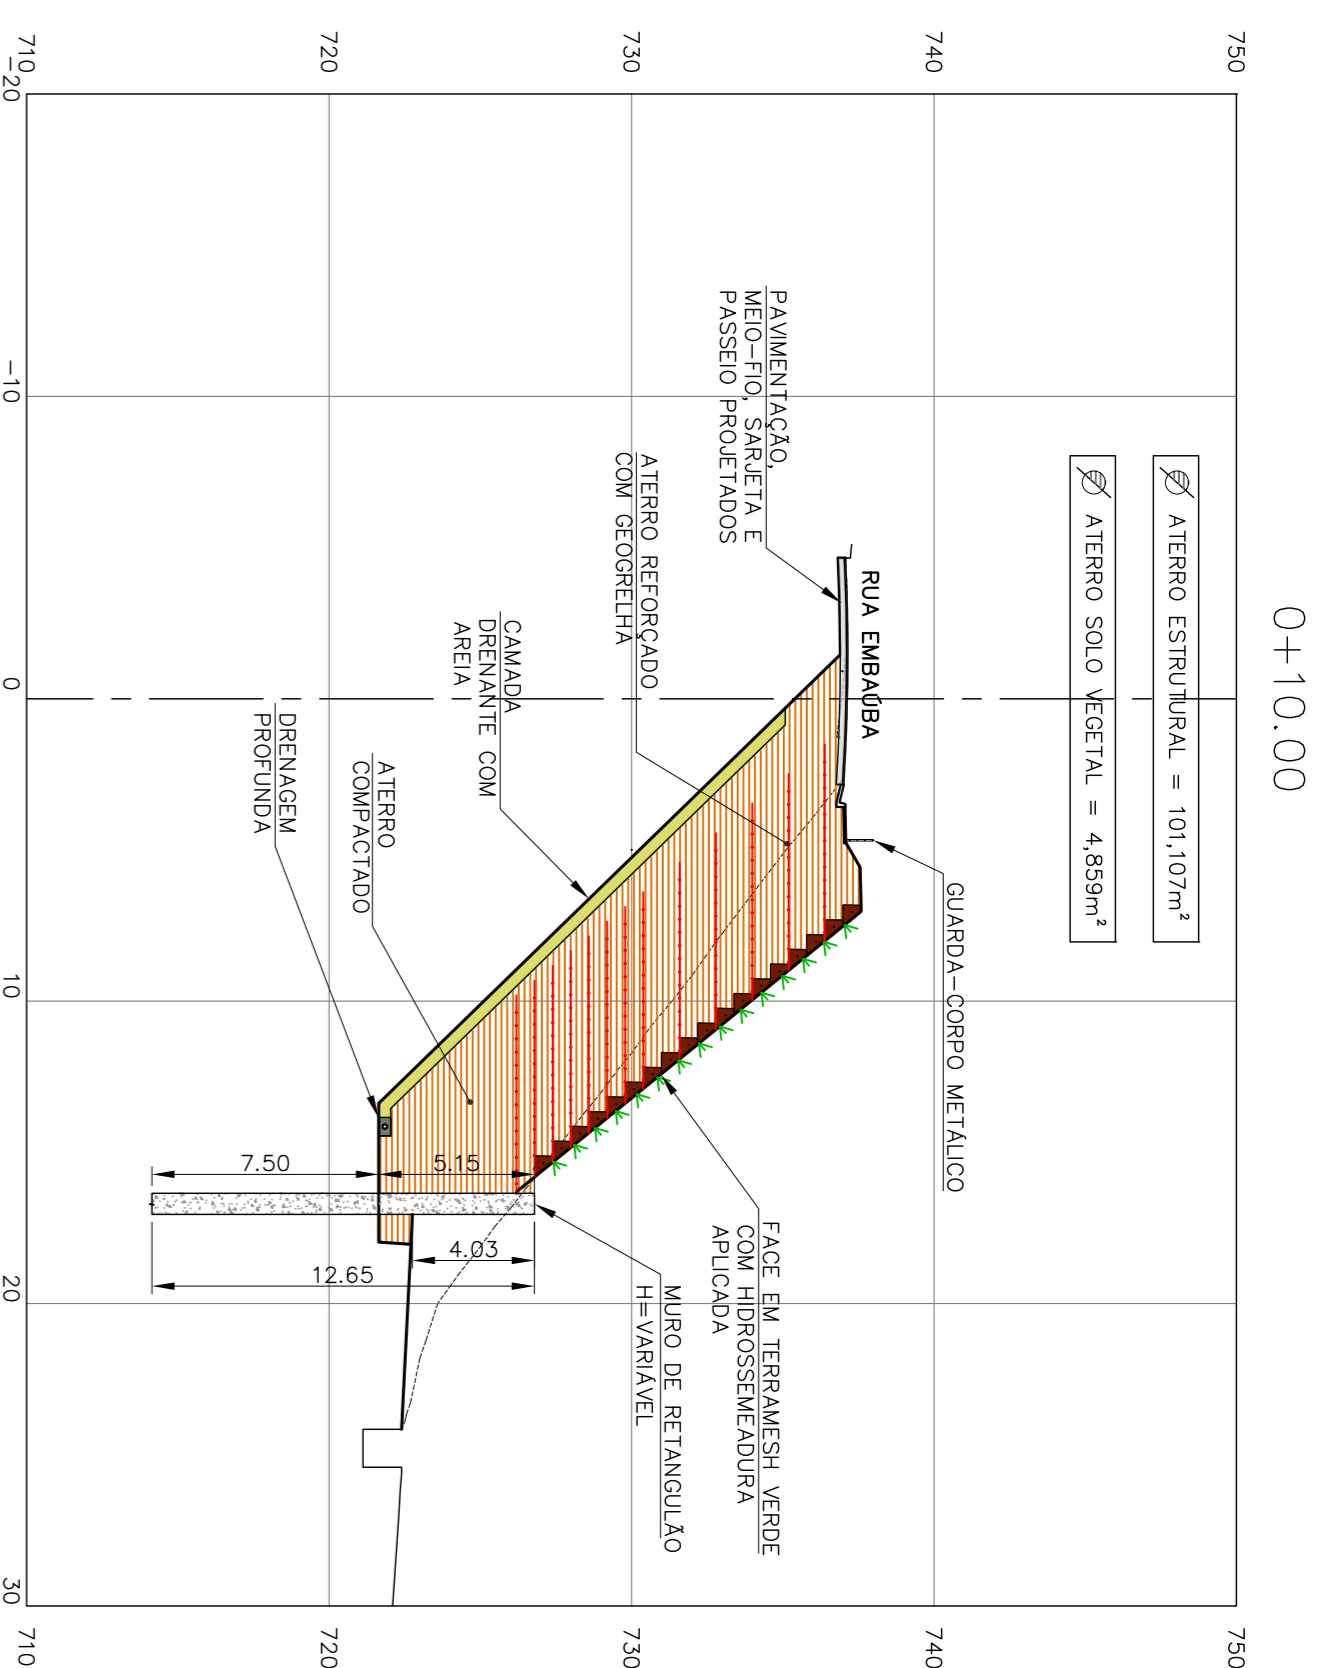 0+10.00
ATERRO ESTRUTURAL = 101,107m²
ATERRO SOLO VEGETAL = 4,859m²
750
750
740
740
730
730
720
720
710
710
RUA EMBAÚBA
GUARDA-CORPO METÁLICO
PAVIMENTAÇÃO,
MEIO-FIO, SARJETA E
PASSEIO PROJETADOS
ATERRO REFORÇADO
COM GEOGRELHA
CAMADA
DRENANTE COM
AREIA
ATERRO
COMPACTADO
DRENAGEM
PROFUNDA
FACE EM TERRAMESH VERDE
COM HIDROSSEMEADURA
APLICADA
MURO DE RETANGULÃO
H=VARIÁVEL
5.15
7.50
4.03
12.65
-20
-10
0
10
20
30